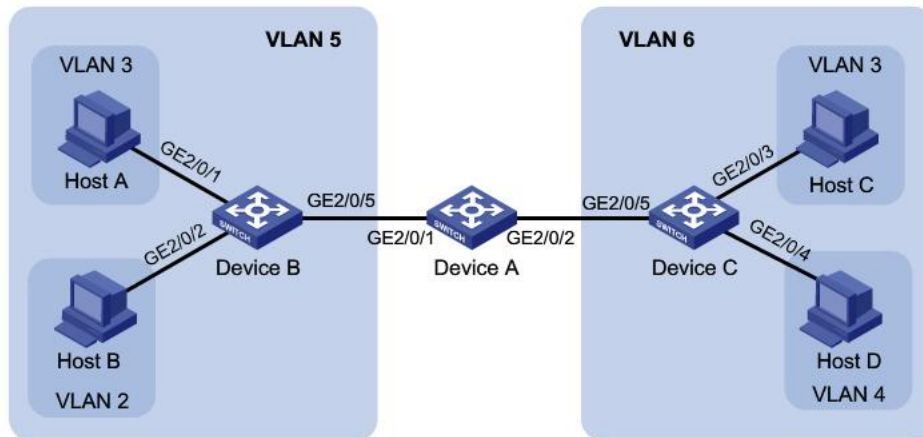 VLAN 5
VLAN 3
Host A
GE2/0/1
GE2/0/2
Host B
VLAN 2
SWITCH
Device B
GE2/0/5
GE2/0/1
SWITCH
Device A
GE2/0/2
VLAN 6
GE2/0/5
SWITCH
Device C
GE2/0/3
VLAN 3
Host C
GE2/0/4
Host D
VLAN 4